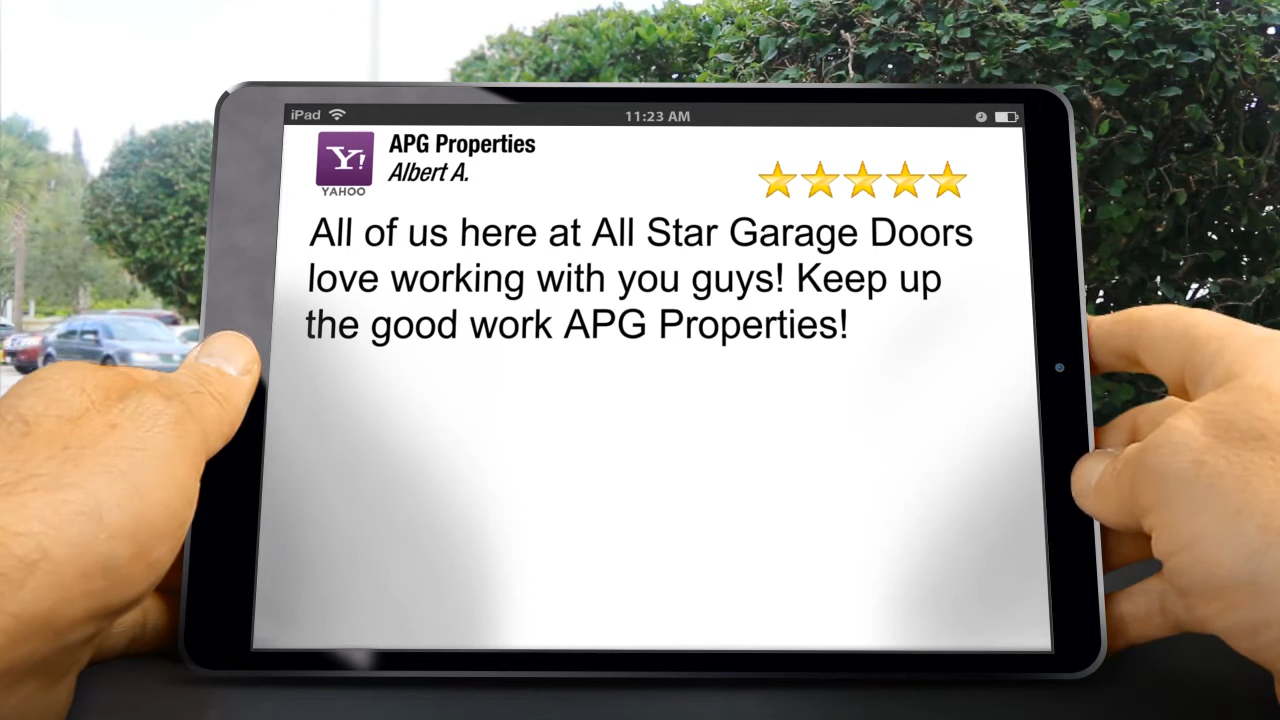 iPad
11:23 AM
Y!
YAHOO
APG Properties
Albert A.
All of us here at All Star Garage Doors
love working with you guys! Keep up
the good work APG Properties!